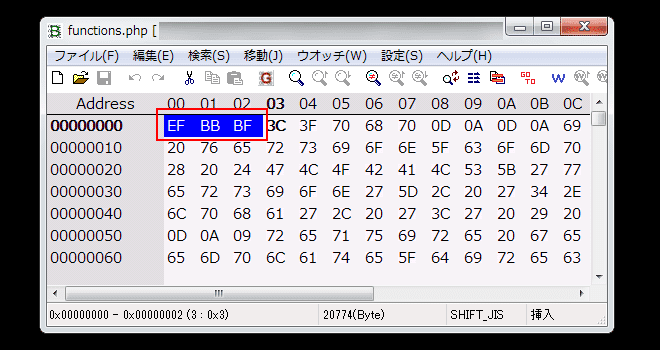 functions.php [
ファイル(F) 編集(E) 検索(S) 移動(J) ウオッチ(W) 設定(S) ヘルプ(H)
G GO TO W W
Address 00 01 02 03 04 05 06 07 08 09 0A 0B 0C
00000000 EF BB BF 3C 3F 70 68 70 0D 0A 0D 0A 69
00000010 20 76 65 72 73 69 6F 6E 5F 63 6F 6D 70
00000020 28 20 24 47 4C 4F 42 41 4C 53 5B 27 77
00000030 65 72 73 69 6F 6E 27 5D 2C 20 27 34 2E
00000040 6C 70 68 61 27 2C 20 27 3C 27 20 29 20
00000050 0D 0A 09 72 65 71 75 69 72 65 20 67 65
00000060 65 6D 70 6C 61 74 65 5F 64 69 72 65 63
0x00000000 - 0x00000002 (3 : 0x3) 20774(Byte) SHIFT_JIS 挿入